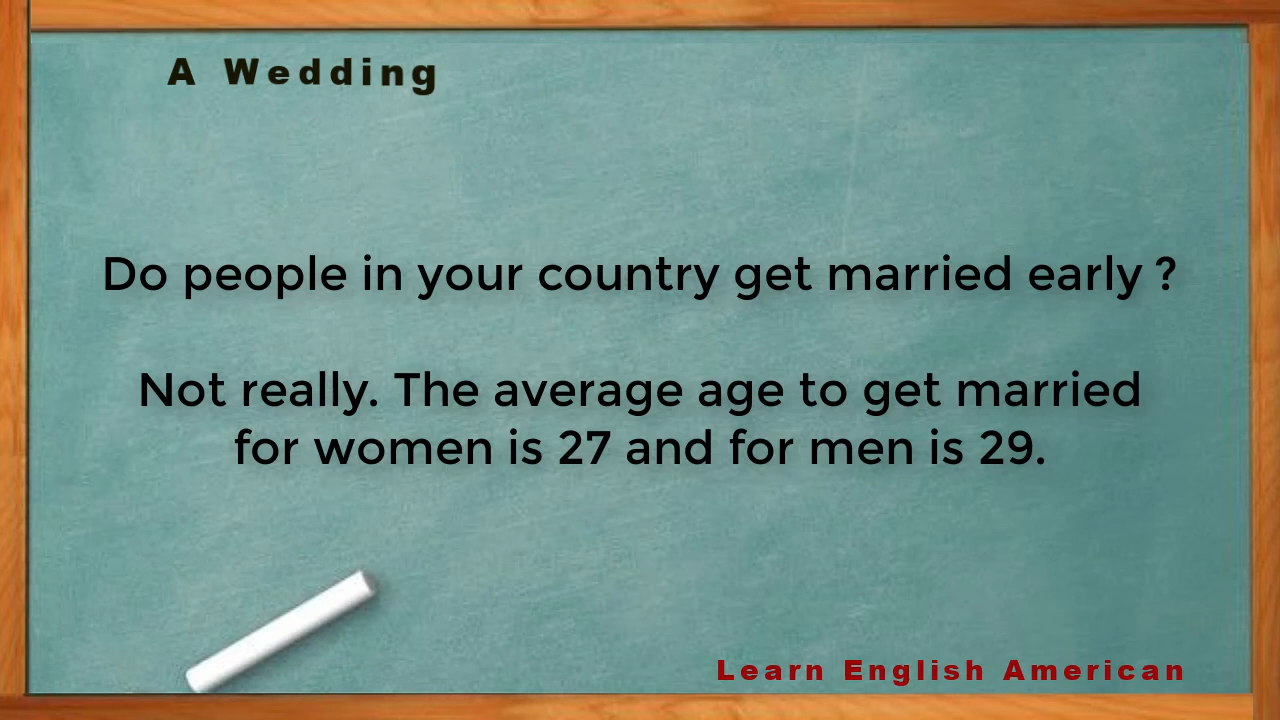 A Wedding
Do people in your country get married early ?
Not really. The average age to get married
for women is 27 and for men is 29.
Learn English American